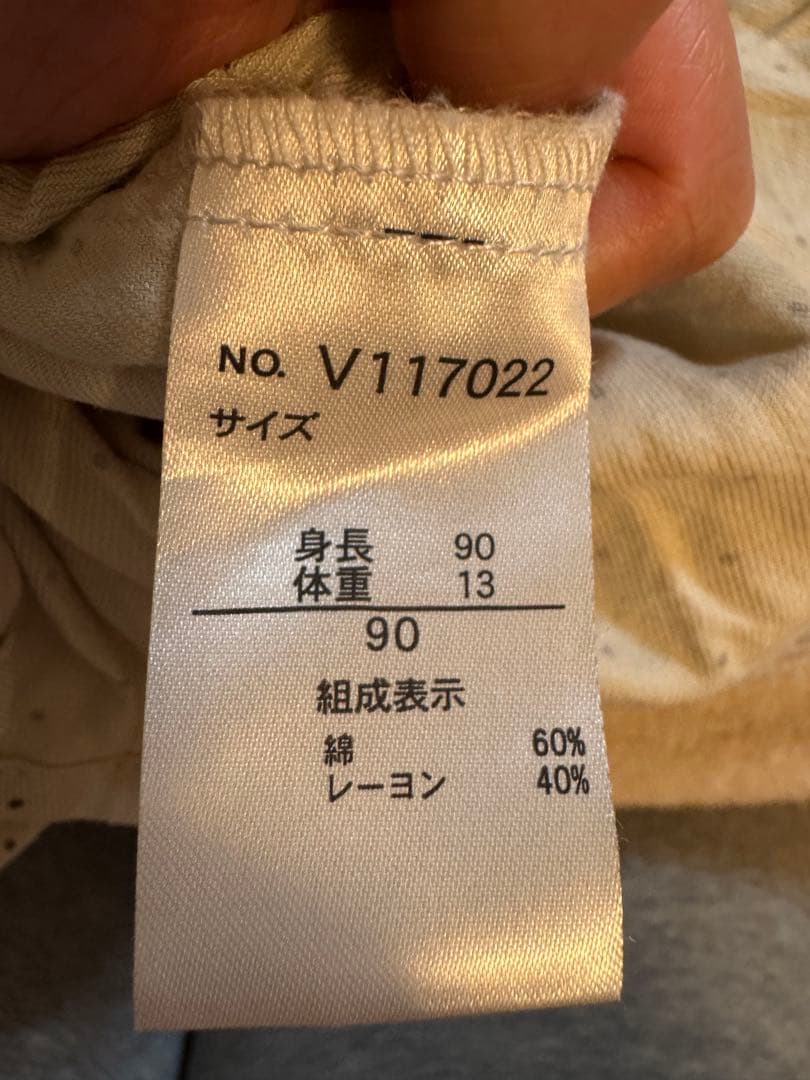 NO. V117022
サイズ
身長 90
体重 13
90
組成表示
綿 60%
レーヨン 40%